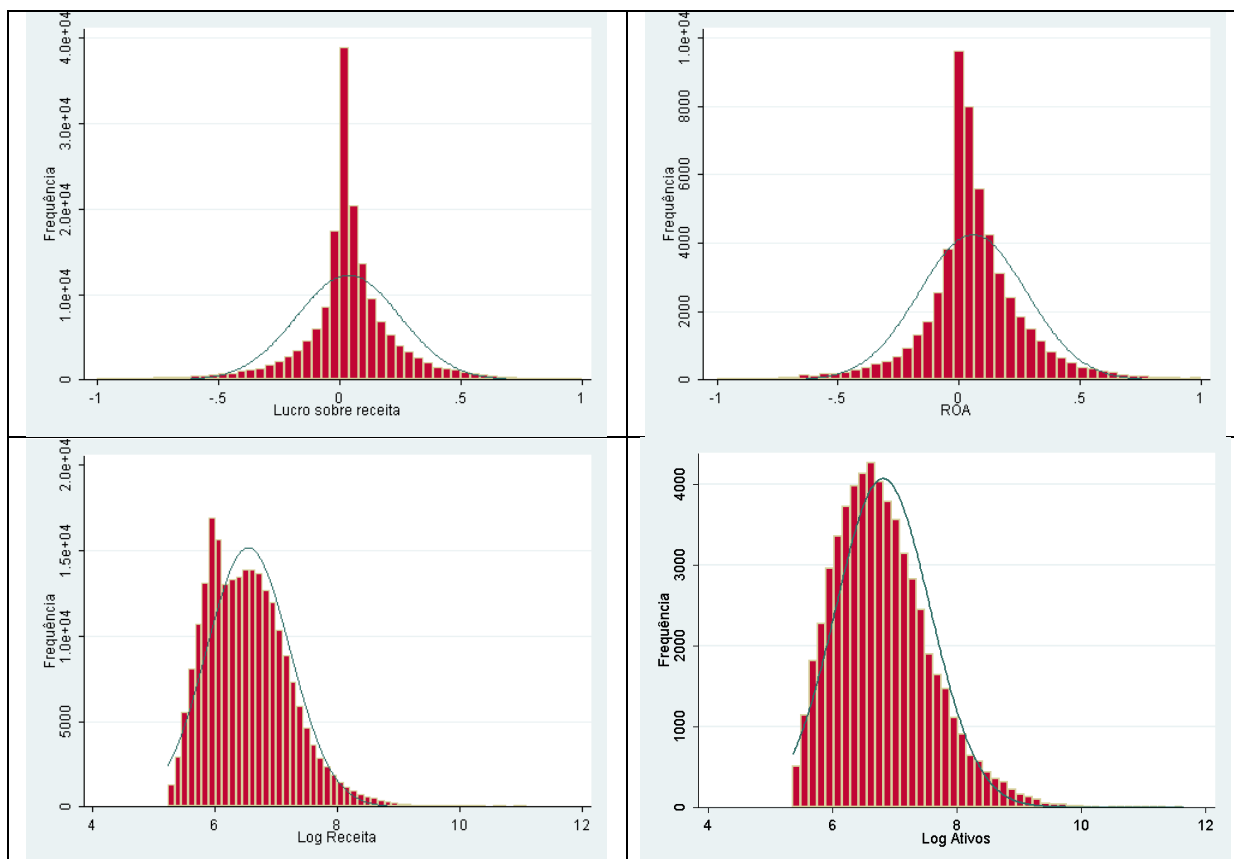 4.0e+04
3.0e+04
2.0e+04
1.0e+04
0
Frequência
-1 -.5 0 .5 1
Lucro sobre receita
1.0e+04
8000
6000
4000
2000
0
Frequência
-1 -.5 0 .5 1
ROA
2.0e+04
1.5e+04
1.0e+04
5000
0
Frequência
4 6 8 10 12
Log Receita
4000
3000
2000
1000
0
Frequência
4 6 8 10 12
Log Ativos